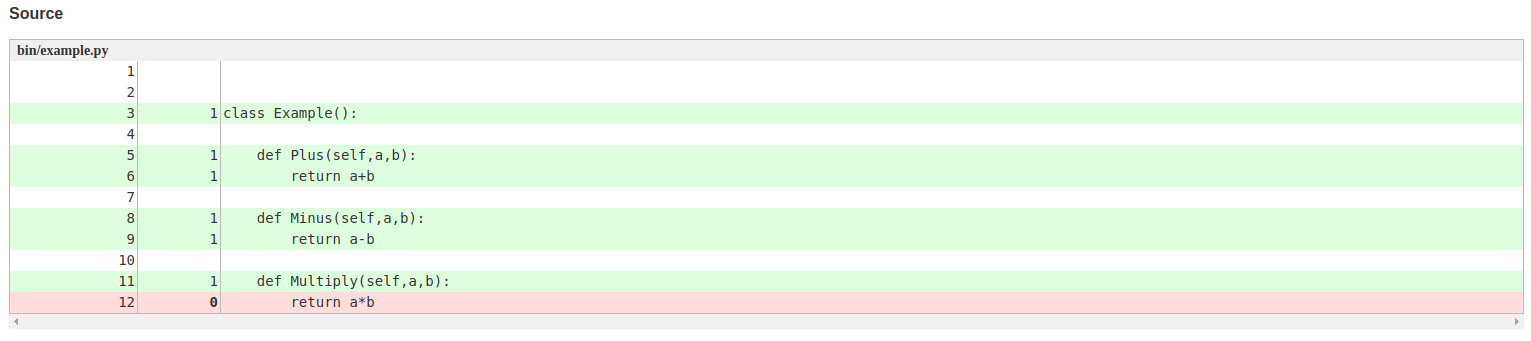 Source
bin/example.py
1
2
3 1 class Example():
4
5 1     def Plus(self,a,b):
6 1         return a+b
7
8 1     def Minus(self,a,b):
9 1         return a-b
10
11 1     def Multiply(self,a,b):
12 0         return a*b